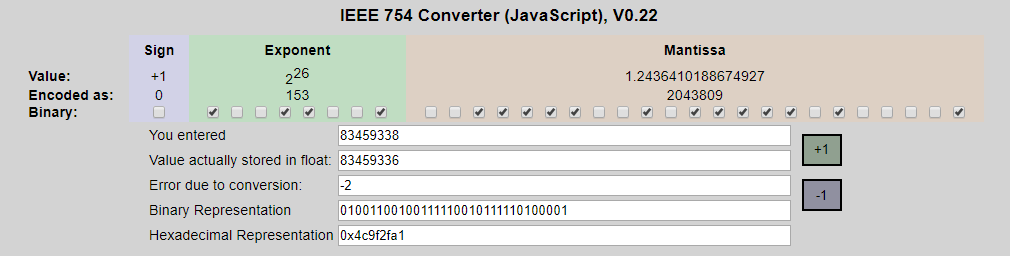 IEEE 754 Converter (JavaScript), V0.22
Sign Exponent Mantissa
Value: +1 2^26 1.2436410188674927
Encoded as: 0 153 2043809
Binary:
You entered 83459338
+1
Value actually stored in float: 83459336
Error due to conversion: -2
-1
Binary Representation 01001100100111110010111110100001
Hexadecimal Representation 0x4c9f2fa1